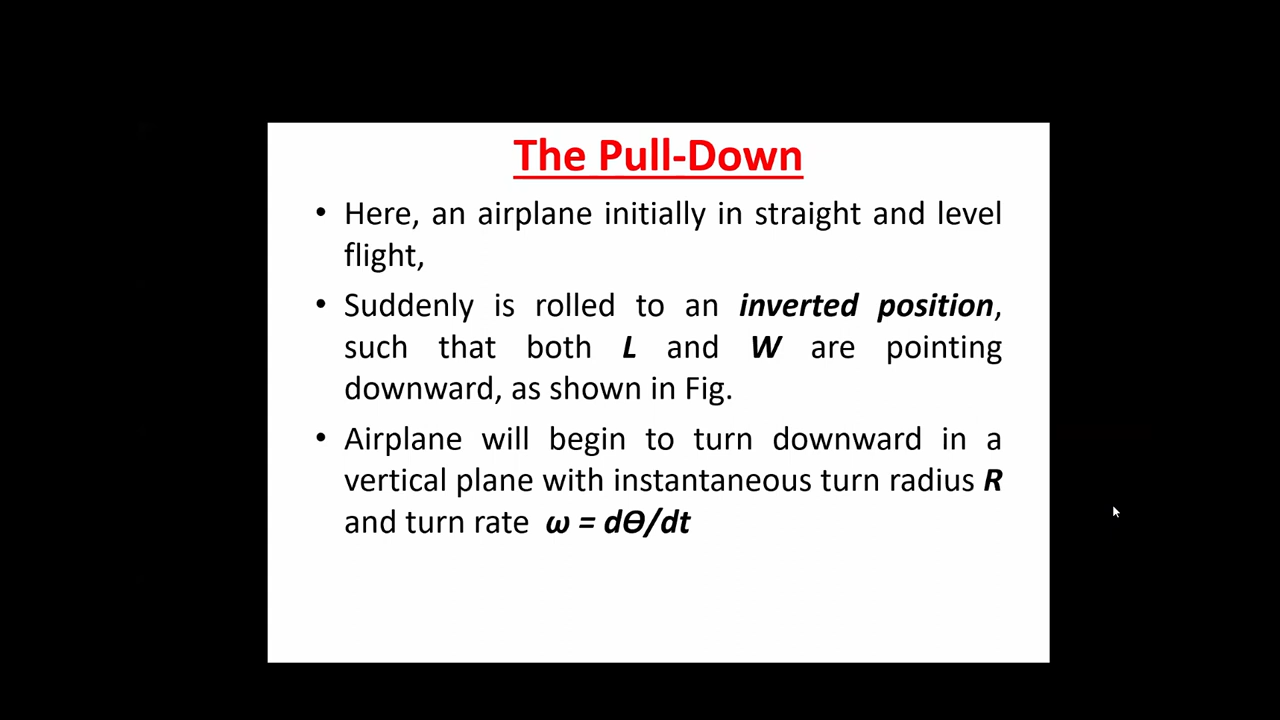 The Pull-Down
• Here, an airplane initially in straight and level
flight,
• Suddenly is rolled to an inverted position,
such that both L and W are pointing
downward, as shown in Fig.
• Airplane will begin to turn downward in a
vertical plane with instantaneous turn radius R
and turn rate ω = dϴ/dt